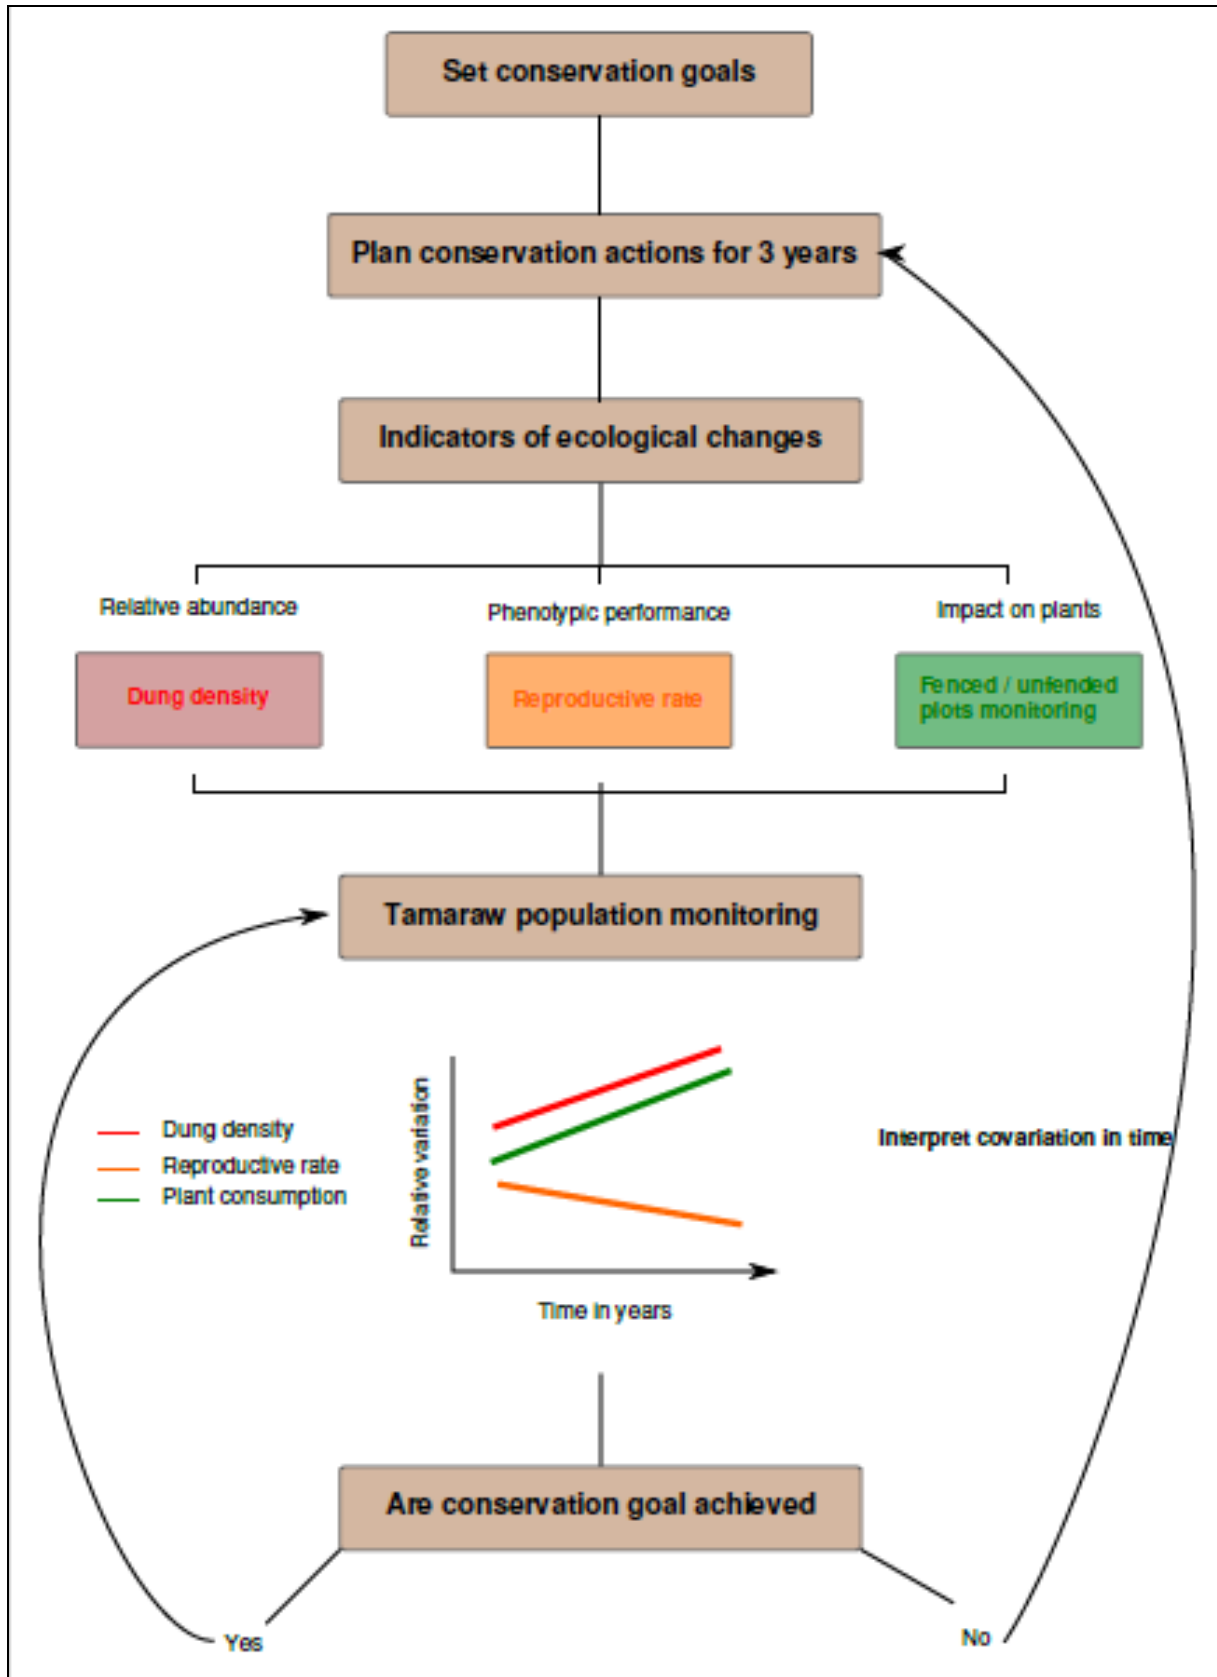 Set conservation goals
Plan conservation actions for 3 years
Indicators of ecological changes
Relative abundance
Phenotypic performance
Impact on plants
Dung density
Reproductive rate
Fenced / unfended
plots monitoring
Tamaraw population monitoring
Dung density
Reproductive rate
Plant consumption
Relative variation
Time in years
Interpret covariation in time
Are conservation goal achieved
Yes
No